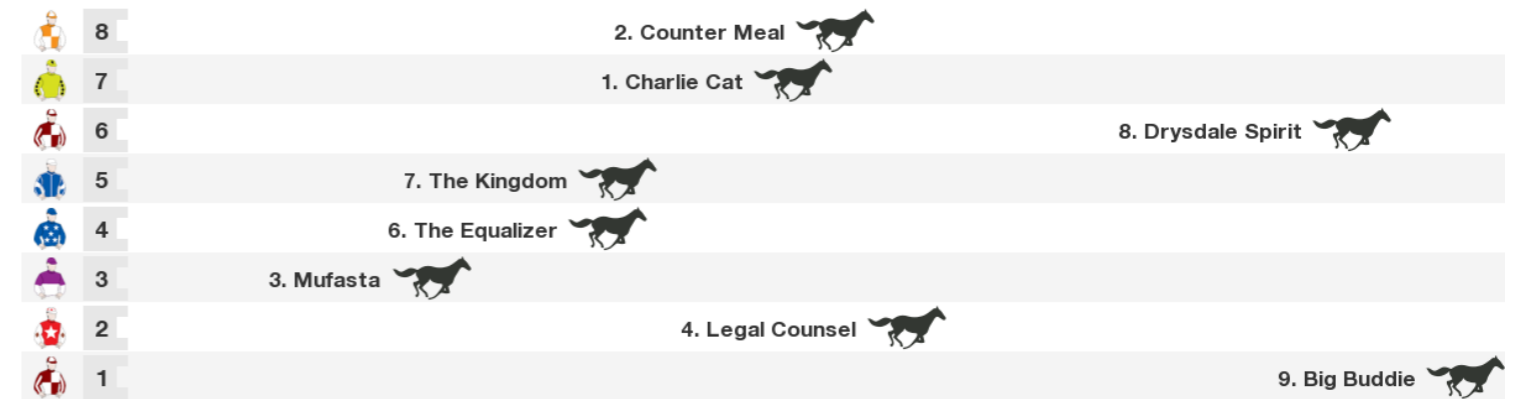 8 2. Counter Meal
7 1. Charlie Cat
6 8. Drysdale Spirit
5 7. The Kingdom
4 6. The Equalizer
3 3. Mufasta
2 4. Legal Counsel
1 9. Big Buddie